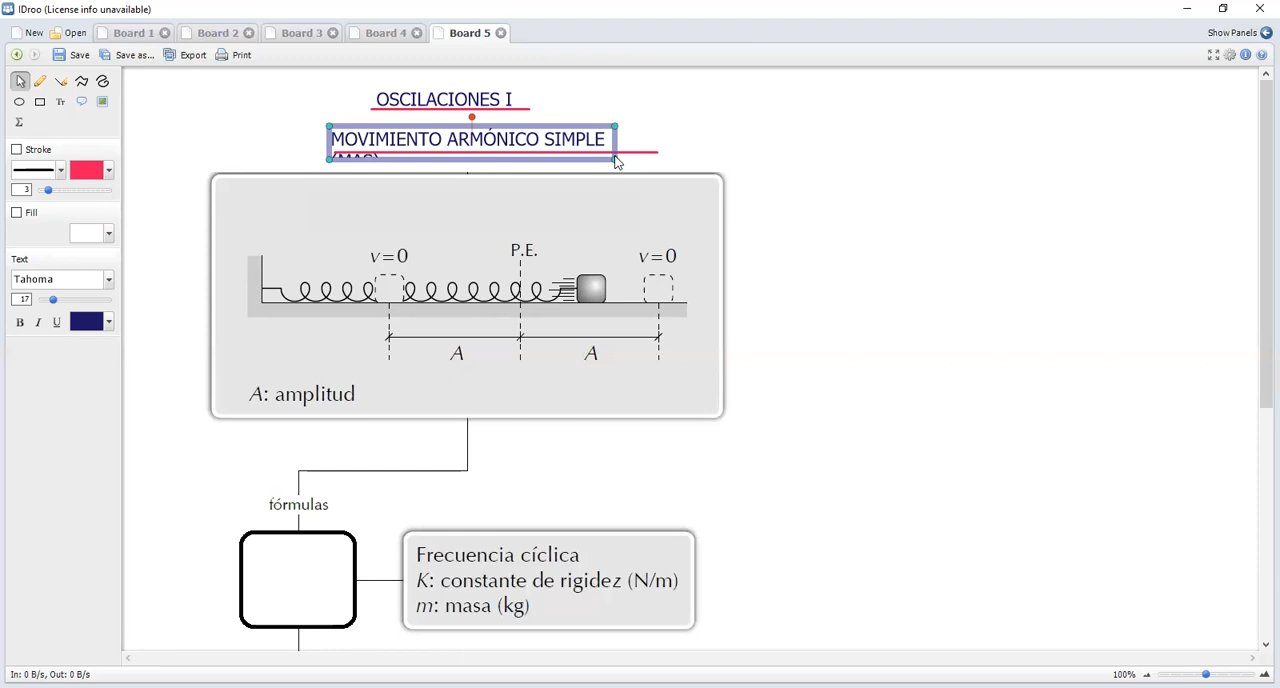 IDroo (License info unavailable)
New Open Board 1 Board 2 Board 3 Board 4 Board 5 Show Panels
Save Save as... Export Print
Tr
Σ
Stroke
3
Fill
Text
Tahoma
17
B I U
OSCILACIONES I
MOVIMIENTO ARMÓNICO SIMPLE
(MAS)
v=0 P.E. v=0
A A
A: amplitud
fórmulas
Frecuencia cíclica
K: constante de rigidez (N/m)
m: masa (kg)
In: 0 B/s, Out: 0 B/s 100%